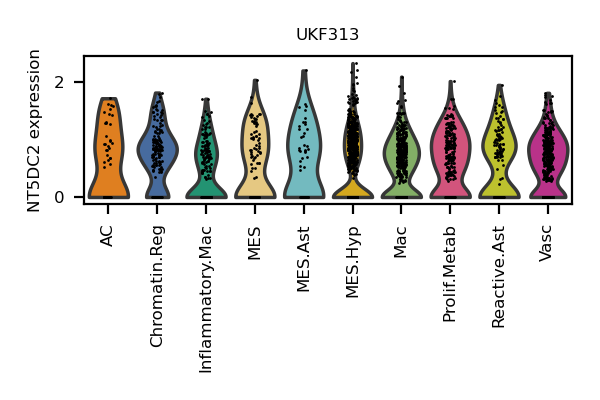 UKF313
NT5DC2 expression
2
0
AC
Chromatin.Reg
Inflammatory.Mac
MES
MES.Ast
MES.Hyp
Mac
Prolif.Metab
Reactive.Ast
Vasc